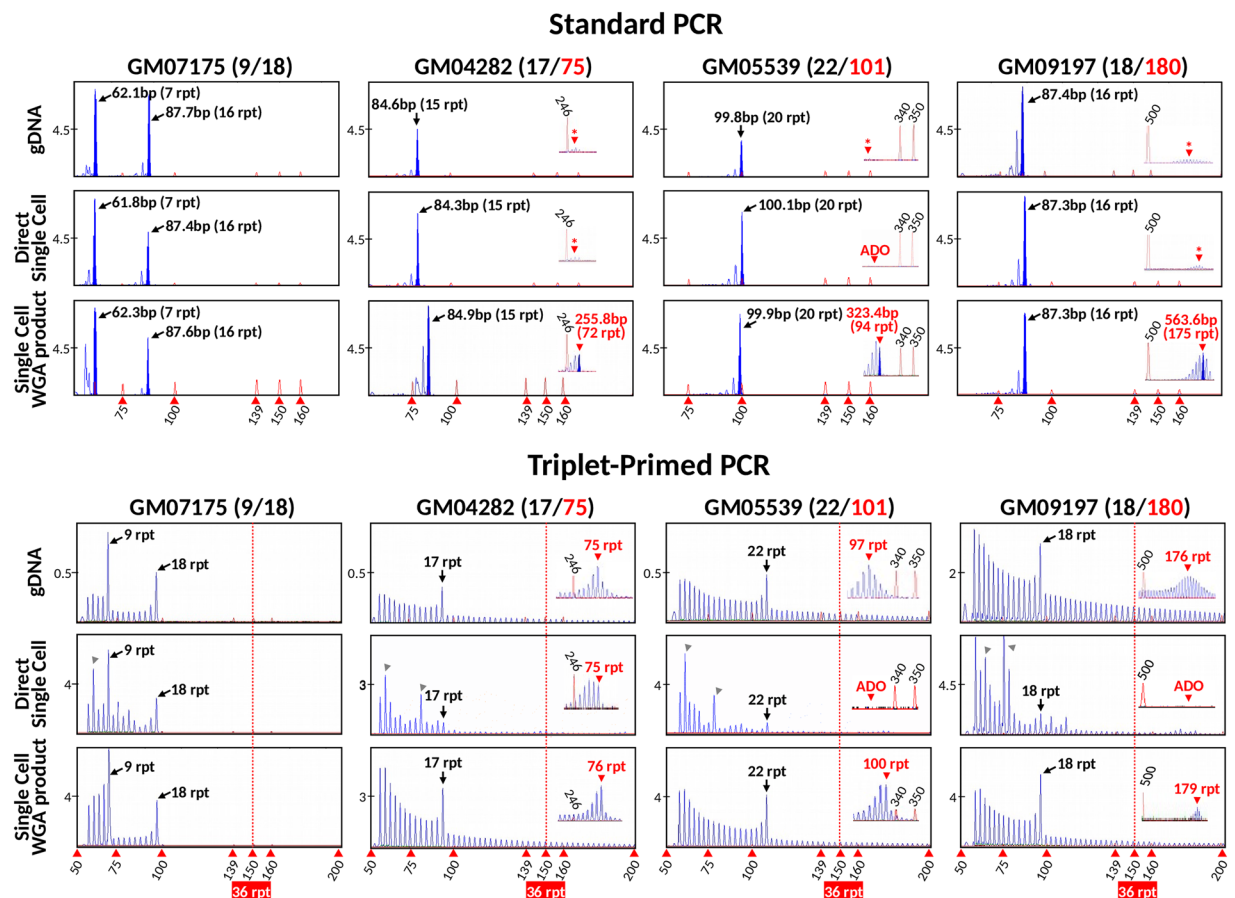 Standard PCR
GM07175 (9/18)
GM04282 (17/75)
GM05539 (22/101)
GM09197 (18/180)
gDNA
4.5
62.1bp (7 rpt)
87.7bp (16 rpt)
4.5
84.6bp (15 rpt)
246
*
4.5
99.8bp (20 rpt)
*
340
350
4.5
87.4bp (16 rpt)
500
*
Direct
Single Cell
4.5
61.8bp (7 rpt)
87.4bp (16 rpt)
4.5
84.3bp (15 rpt)
246
*
4.5
100.1bp (20 rpt)
ADO
340
350
4.5
87.3bp (16 rpt)
500
*
Single Cell
WGA product
4.5
62.3bp (7 rpt)
87.6bp (16 rpt)
4.5
84.9bp (15 rpt)
246
255.8bp
(72 rpt)
4.5
99.9bp (20 rpt)
323.4bp
(94 rpt)
340
350
4.5
87.3bp (16 rpt)
500
563.6bp
(175 rpt)
75 100 139 150 160
75 100 139 150 160
75 100 139 150 160
75 100 139 150 160
Triplet-Primed PCR
GM07175 (9/18)
GM04282 (17/75)
GM05539 (22/101)
GM09197 (18/180)
gDNA
0.5
9 rpt
18 rpt
0.5
17 rpt
246
75 rpt
0.5
22 rpt
97 rpt
340
350
2
18 rpt
500
176 rpt
Direct
Single Cell
4
9 rpt
18 rpt
3
17 rpt
246
75 rpt
4
22 rpt
ADO
340
350
4.5
18 rpt
500
ADO
Single Cell
WGA product
4
9 rpt
18 rpt
3
17 rpt
246
76 rpt
4
22 rpt
100 rpt
340
350
4
18 rpt
500
179 rpt
50 75 100 139 150 160 200
50 75 100 139 150 160 200
50 75 100 139 150 160 200
50 75 100 139 150 160 200
36 rpt
36 rpt
36 rpt
36 rpt